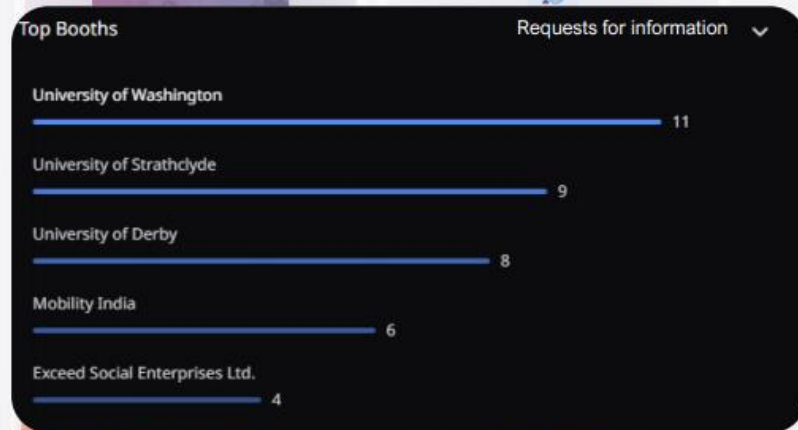 Top Booths
Requests for information
University of Washington
11
University of Strathclyde
9
University of Derby
8
Mobility India
6
Exceed Social Enterprises Ltd.
4